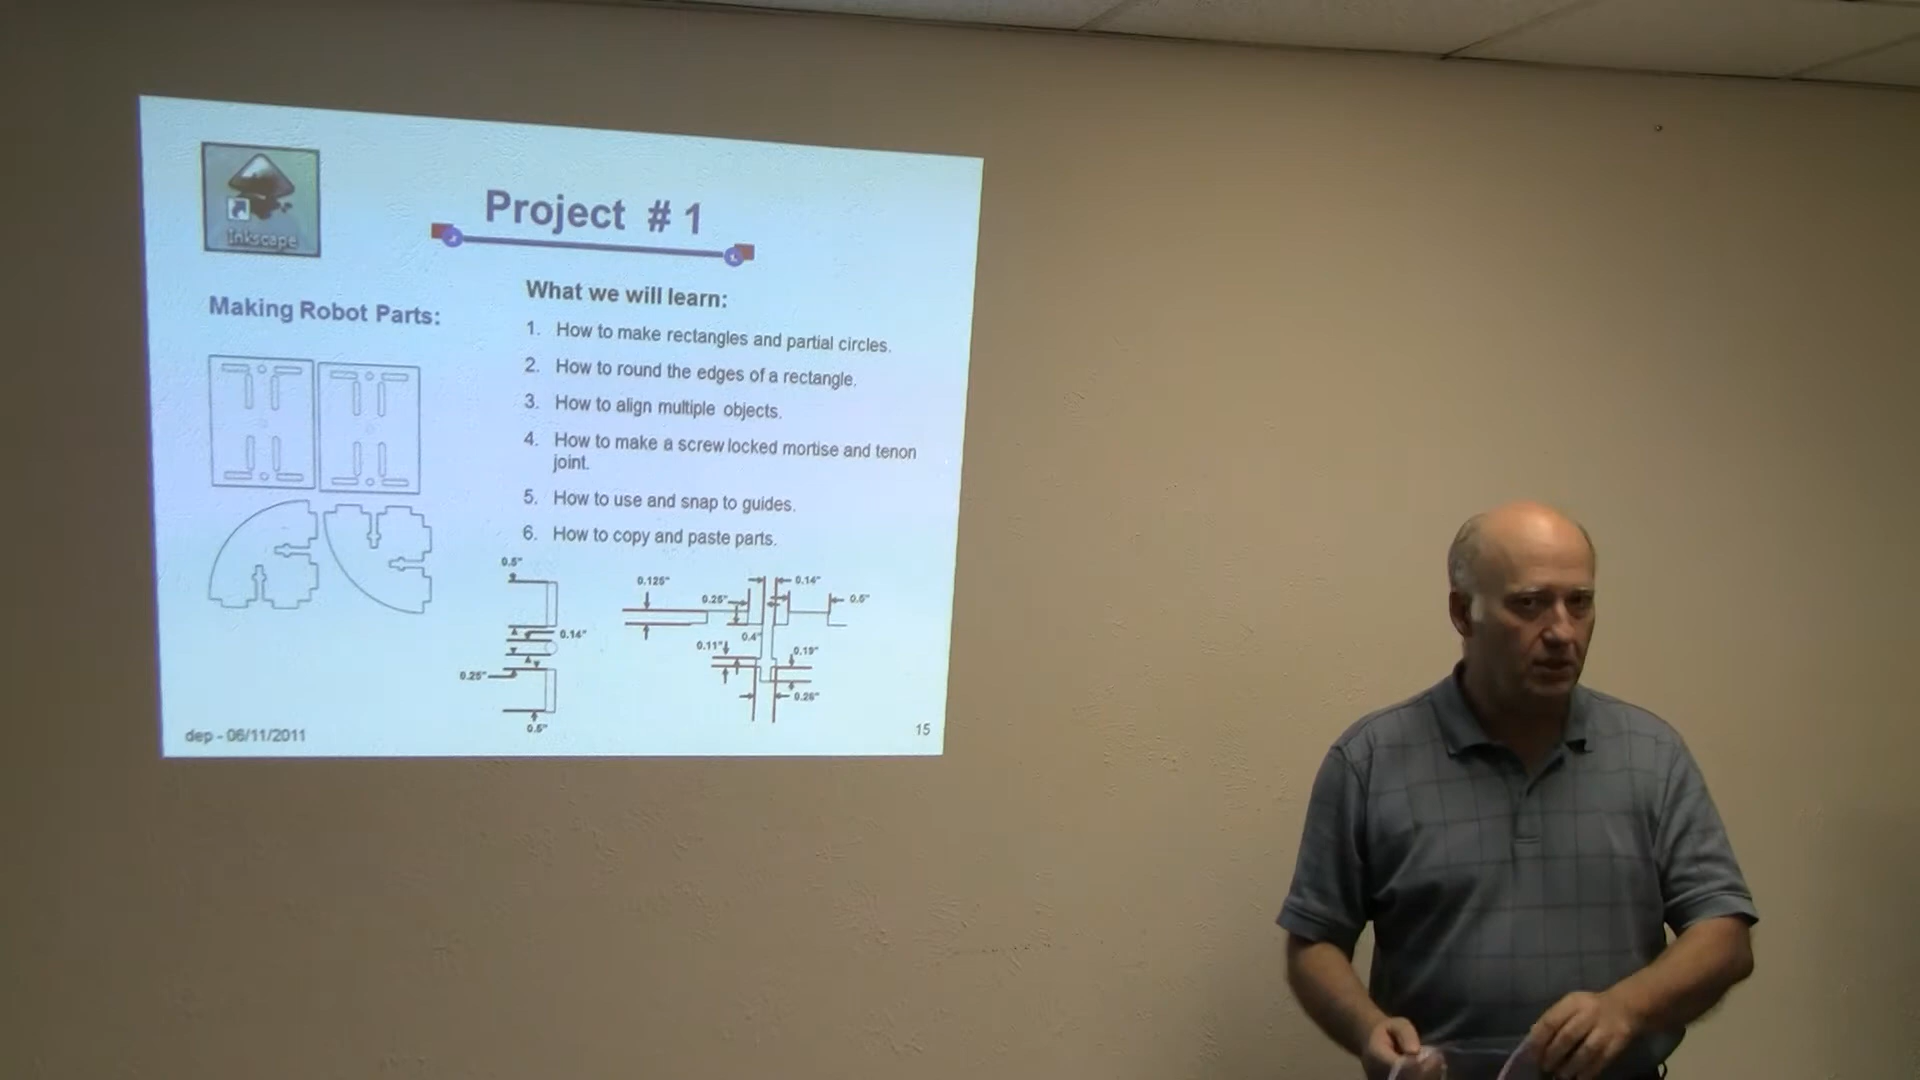 Inkscape
Project # 1
Making Robot Parts:
What we will learn:
1. How to make rectangles and partial circles.
2. How to round the edges of a rectangle.
3. How to align multiple objects.
4. How to make a screw locked mortise and tenon
joint.
5. How to use and snap to guides.
6. How to copy and paste parts.
0.5"
0.14"
0.25"
0.5"
0.125"
0.25"
0.14"
0.5"
0.4"
0.11"
0.19"
0.26"
dep - 06/11/2011
15